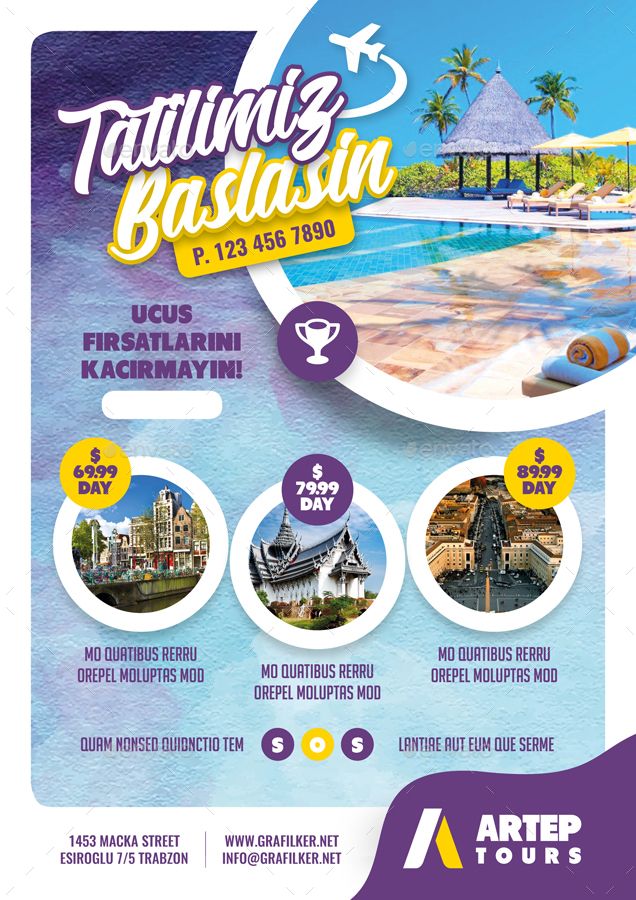 Tatilimiz
Baslasin
P. 123 456 7890
UCUS
FIRSATLARINI
KACIRMAYIN!
$
69.99
DAY
$
79.99
DAY
$
89.99
DAY
MO QUATIBUS RERRU
OREPEL MOLUPTAS MOD
MO QUATIBUS RERRU
OREPEL MOLUPTAS MOD
MO QUATIBUS RERRU
OREPEL MOLUPTAS MOD
QUAM NONSED QUIDNCTIO TEM
S O S
LANTIAE AUT EUM QUE SERME
1453 MACKA STREET
ESIROGLU 7/5 TRABZON
WWW.GRAFILKER.NET
INFO@GRAFILKER.NET
ARTEP
TOURS
envato